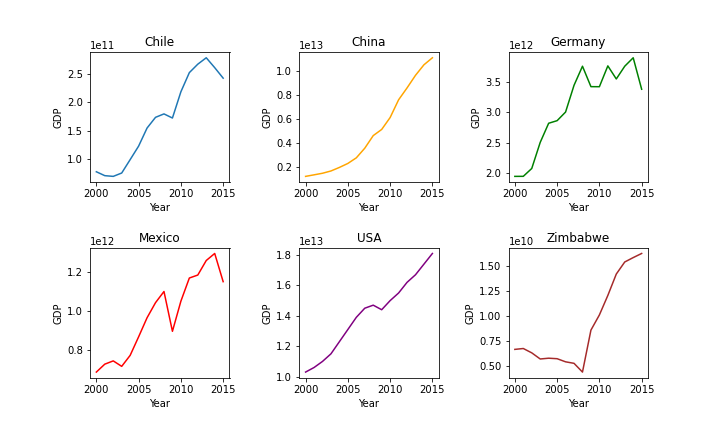 Chile
1e11
2.5
2.0
1.5
1.0
GDP
2000 2005 2010 2015
Year
China
1e13
1.0
0.8
0.6
0.4
0.2
GDP
2000 2005 2010 2015
Year
Germany
1e12
3.5
3.0
2.5
2.0
GDP
2000 2005 2010 2015
Year
Mexico
1e12
1.2
1.0
0.8
GDP
2000 2005 2010 2015
Year
USA
1e13
1.8
1.6
1.4
1.2
1.0
GDP
2000 2005 2010 2015
Year
Zimbabwe
1e10
1.50
1.25
1.00
0.75
0.50
GDP
2000 2005 2010 2015
Year